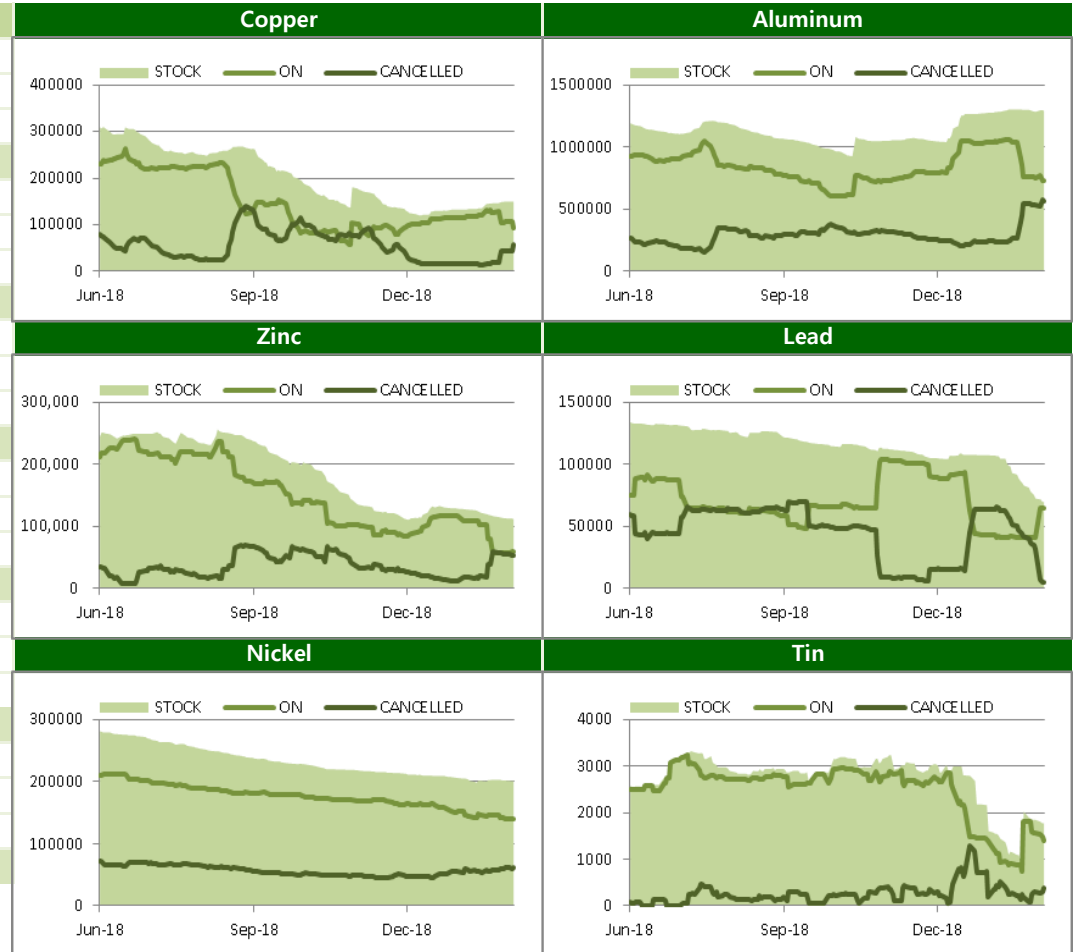 Copper
STOCK ON CANCELLED
400000
300000
200000
100000
0
Jun-18 Sep-18 Dec-18
Aluminum
STOCK ON CANCELLED
1500000
1000000
500000
0
Jun-18 Sep-18 Dec-18
Zinc
STOCK ON CANCELLED
300,000
200,000
100,000
0
Jun-18 Sep-18 Dec-18
Lead
STOCK ON CANCELLED
150000
100000
50000
0
Jun-18 Sep-18 Dec-18
Nickel
STOCK ON CANCELLED
300000
200000
100000
0
Jun-18 Sep-18 Dec-18
Tin
STOCK ON CANCELLED
4000
3000
2000
1000
0
Jun-18 Sep-18 Dec-18